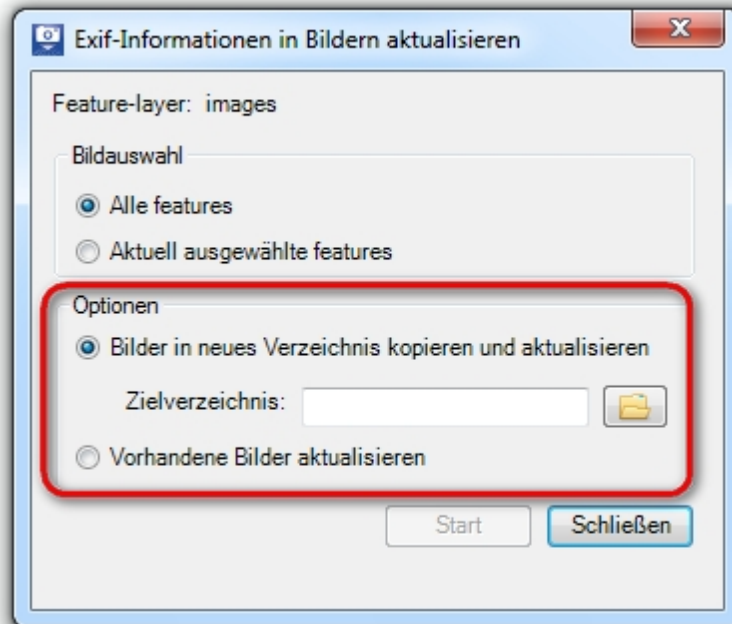 Exif-Informationen in Bildern aktualisieren
Feature-layer: images
Bildauswahl
Alle features
Aktuell ausgewählte features
Optionen
Bilder in neues Verzeichnis kopieren und aktualisieren
Zielverzeichnis:
Vorhandene Bilder aktualisieren
Start Schließen